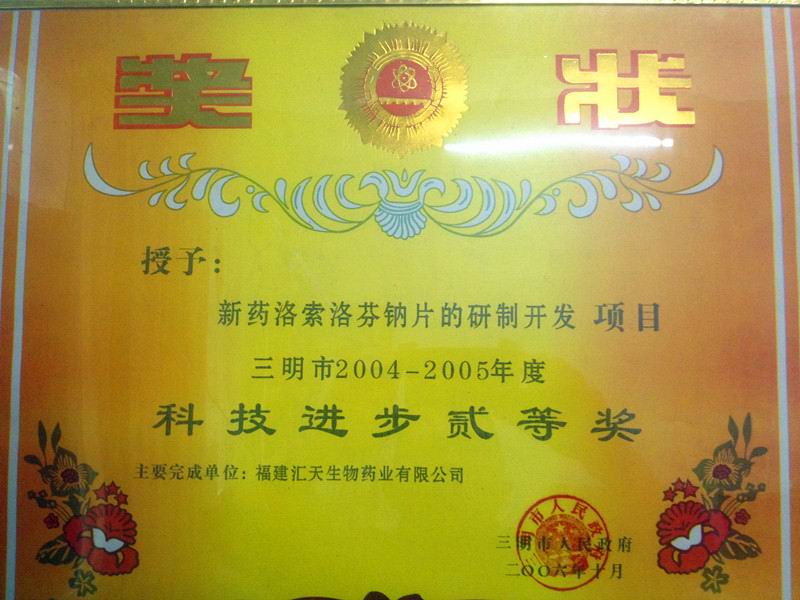 奖 状
授予：
新药洛索洛芬钠片的研制开发 项目
三明市2004-2005年度
科技进步贰等奖
主要完成单位：福建汇天生物药业有限公司
三明市人民政府
二〇〇六年十月